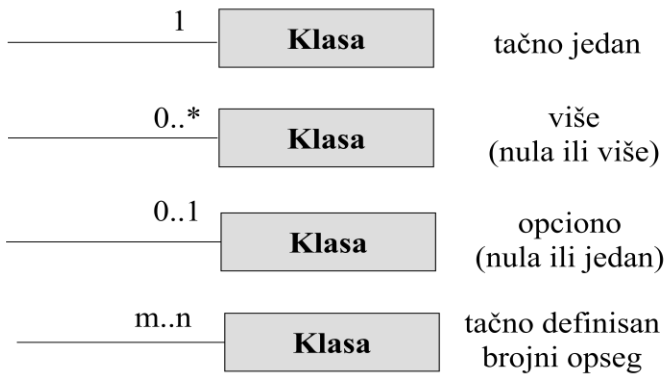 1
Klasa
tačno jedan
0..*
Klasa
više
(nula ili više)
0..1
Klasa
opciono
(nula ili jedan)
m..n
Klasa
tačno definisan
brojni opseg